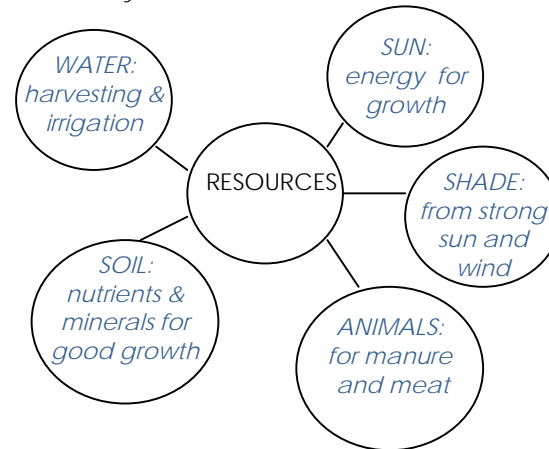 WATER:
harvesting &
irrigation
SUN:
energy for
growth
RESOURCES
SHADE:
from strong
sun and
wind
SOIL:
nutrients &
minerals for
good growth
ANIMALS:
for manure
and meat